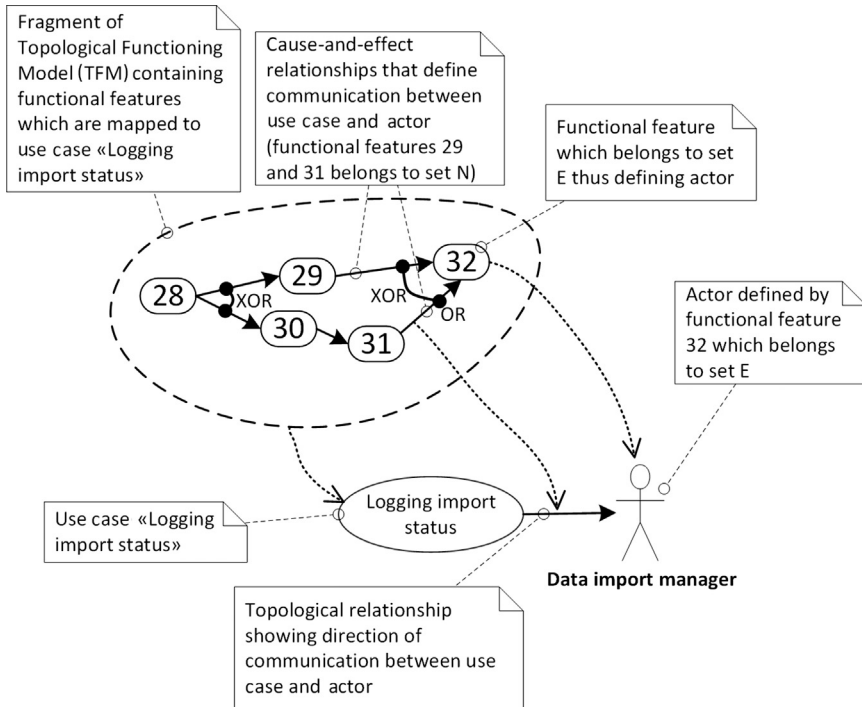 Fragment of
Topological Functioning
Model (TFM) containing
functional features
which are mapped to
use case «Logging
import status»
Cause-and-effect
relationships that define
communication between
use case and actor
(functional features 29
and 31 belongs to set N)
Functional feature
which belongs to set
E thus defining actor
28
XOR
29
30
31
XOR
OR
32
Actor defined by
functional feature
32 which belongs
to set E
Use case «Logging
import status»
Logging import
status
Data import manager
Topological relationship
showing direction of
communication between use
case and actor